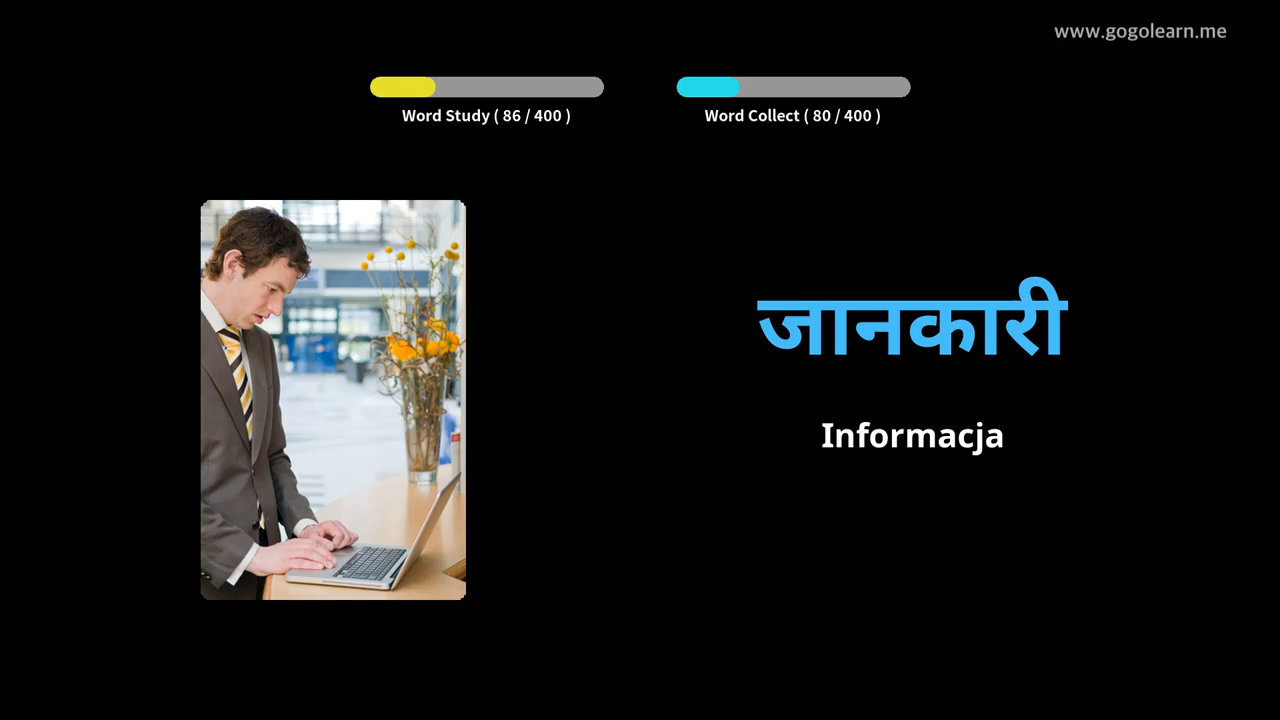 www.gogolearn.me
Word Study ( 86 / 400 )
Word Collect ( 80 / 400 )
जानकारी
Informacja